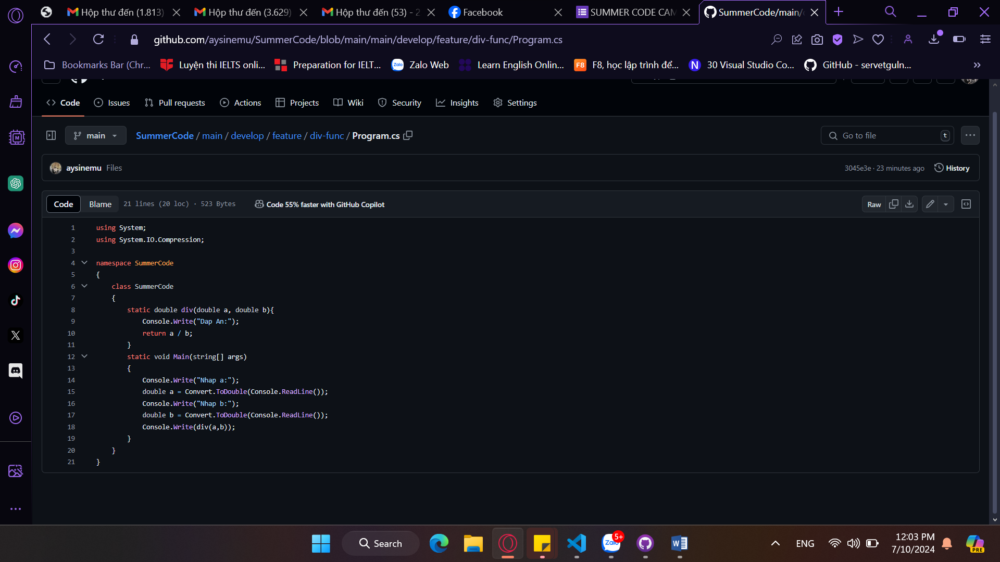 Hộp thư đến (1.813)
Hộp thư đến (3.629)
Hộp thư đến (53) - 2
Facebook
SUMMER CODE CAM
SummerCode/main/
github.com/aysinemu/SummerCode/blob/main/main/develop/feature/div-func/Program.cs
Bookmarks Bar (Chr...
Luyện thi IELTS onli...
Preparation for IELT...
Zalo Web
Learn English Onlin...
F8, học lập trình để...
30 Visual Studio Co...
GitHub - servetguln...
Code
Issues
Pull requests
Actions
Projects
Wiki
Security
Insights
Settings
main
SummerCode / main / develop / feature / div-func / Program.cs
Go to file
t
aysinemu Files
3045e3e · 23 minutes ago
History
Code
Blame
21 lines (20 loc) · 523 Bytes
Code 55% faster with GitHub Copilot
Raw
1 using System;
2 using System.IO.Compression;
3
4 namespace SummerCode
5 {
6 class SummerCode
7 {
8 static double div(double a, double b){
9 Console.Write("Dap An:");
10 return a / b;
11 }
12 static void Main(string[] args)
13 {
14 Console.Write("Nhap a:");
15 double a = Convert.ToDouble(Console.ReadLine());
16 Console.Write("Nhap b:");
17 double b = Convert.ToDouble(Console.ReadLine());
18 Console.Write(div(a,b));
19 }
20 }
21 }
Search
5+
Zalo
ENG
12:03 PM
7/10/2024
PRE